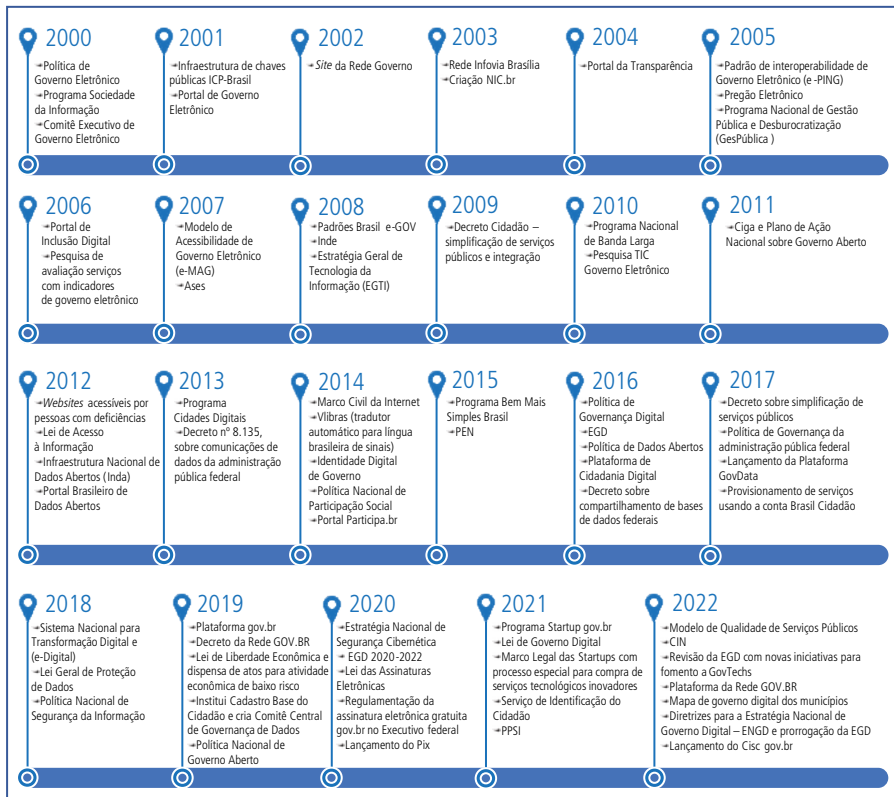 2000
➟Política de
Governo Eletrônico
➟Programa Sociedade
da Informação
➟Comitê Executivo de
Governo Eletrônico
2001
➟Infraestrutura de chaves
públicas ICP-Brasil
➟Portal de Governo
Eletrônico
2002
➟Site da Rede Governo
2003
➟Rede Infovia Brasília
➟Criação NIC.br
2004
➟Portal da Transparência
2005
➟Padrão de interoperabilidade de
Governo Eletrônico (e -PING)
➟Pregão Eletrônico
➟Programa Nacional de Gestão
Pública e Desburocratização
(GesPública )
2006
➟Portal de
Inclusão Digital
➟Pesquisa de
avaliação serviços
com indicadores
de governo eletrônico
2007
➟Modelo de
Acessibilidade de
Governo Eletrônico
(e-MAG)
➟Ases
2008
➟Padrões Brasil e-GOV
➟Inde
➟Estratégia Geral de
Tecnologia da
Informação (EGTI)
2009
➟Decreto Cidadão –
simplificação de serviços
públicos e integração
2010
➟Programa Nacional
de Banda Larga
➟Pesquisa TIC
Governo Eletrônico
2011
➟Ciga e Plano de Ação
Nacional sobre Governo Aberto
2012
➟Websites acessíveis por
pessoas com deficiências
➟Lei de Acesso
à Informação
➟Infraestrutura Nacional de
Dados Abertos (Inda)
➟Portal Brasileiro de
Dados Abertos
2013
➟Programa
Cidades Digitais
➟Decreto nº 8.135,
sobre comunicações de
dados da administração
pública federal
2014
➟Marco Civil da Internet
➟Vlibras (tradutor
automático para língua
brasileira de sinais)
➟Identidade Digital
de Governo
➟Política Nacional de
Participação Social
➟Portal Participa.br
2015
➟Programa Bem Mais
Simples Brasil
➟PEN
2016
➟Política de
Governança Digital
➟EGD
➟Política de Dados Abertos
➟Plataforma de
Cidadania Digital
➟Decreto sobre
compartilhamento de bases
de dados federais
2017
➟Decreto sobre simplificação de
serviços públicos
➟Política de Governança da
administração pública federal
➟Lançamento da Plataforma
GovData
➟Provisionamento de serviços
usando a conta Brasil Cidadão
2018
➟Sistema Nacional para
Transformação Digital e
(e-Digital)
➟Lei Geral de Proteção
de Dados
➟Política Nacional de
Segurança da Informação
2019
➟Plataforma gov.br
➟Decreto da Rede GOV.BR
➟Lei de Liberdade Econômica e
dispensa de atos para atividade
econômica de baixo risco
➟Institui Cadastro Base do
Cidadão e cria Comitê Central
de Governança de Dados
➟Política Nacional de
Governo Aberto
2020
➟Estratégia Nacional de
Segurança Cibernética
➟ EGD 2020-2022
➟Lei das Assinaturas
Eletrônicas
➟Regulamentação da
assinatura eletrônica gratuita
gov.br no Executivo federal
➟Lançamento do Pix
2021
➟Programa Startup gov.br
➟Lei de Governo Digital
➟Marco Legal das Startups com
processo especial para compra de
serviços tecnológicos inovadores
➟Serviço de Identificação do
Cidadão
➟PPSI
2022
➟Modelo de Qualidade de Serviços Públicos
➟CIN
➟Revisão da EGD com novas iniciativas para
fomento a GovTechs
➟Plataforma da Rede GOV.BR
➟Mapa de governo digital dos municípios
➟Diretrizes para a Estratégia Nacional de
Governo Digital – ENGD e prorrogação da EGD
➟Lançamento do Cisc gov.br